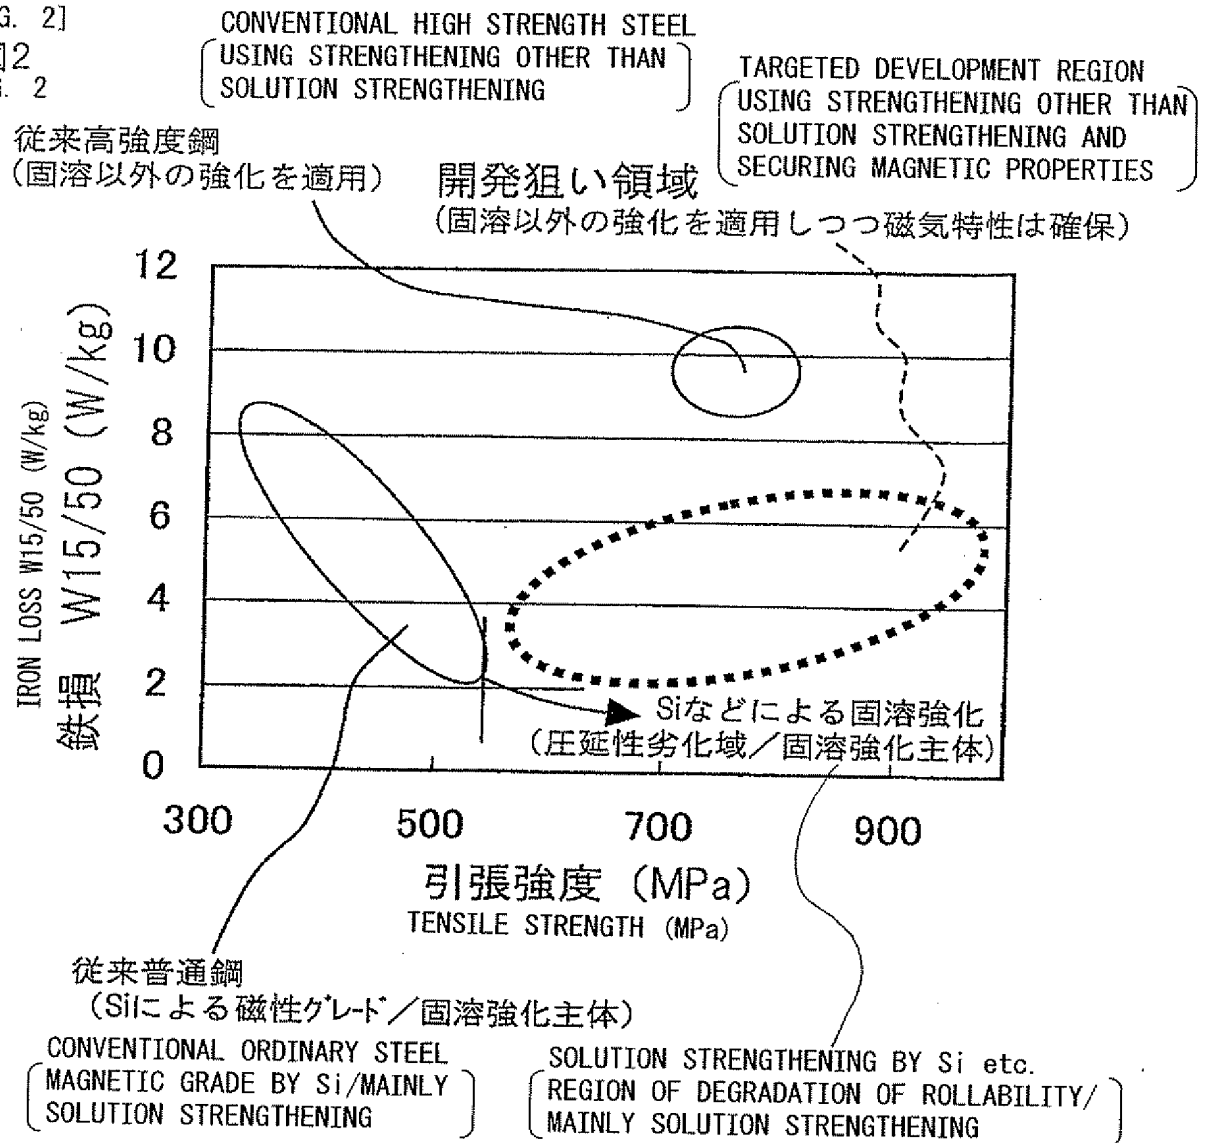 G. 2]
図2
G. 2
CONVENTIONAL HIGH STRENGTH STEEL
USING STRENGTHENING OTHER THAN
SOLUTION STRENGTHENING
TARGETED DEVELOPMENT REGION
USING STRENGTHENING OTHER THAN
SOLUTION STRENGTHENING AND
SECURING MAGNETIC PROPERTIES
従来高強度鋼
(固溶以外の強化を適用)
開発狙い領域
(固溶以外の強化を適用しつつ磁気特性は確保)
12
10
8
6
4
2
0
IRON LOSS W15/50 (W/kg)
鉄損 W15/50 (W/kg)
Siなどによる固溶強化
(圧延性劣化域/固溶強化主体)
300
500
700
900
引張強度 (MPa)
TENSILE STRENGTH (MPa)
従来普通鋼
(Siによる磁性グレード/固溶強化主体)
CONVENTIONAL ORDINARY STEEL
MAGNETIC GRADE BY Si/MAINLY
SOLUTION STRENGTHENING
SOLUTION STRENGTHENING BY Si etc.
REGION OF DEGRADATION OF ROLLABILITY/
MAINLY SOLUTION STRENGTHENING